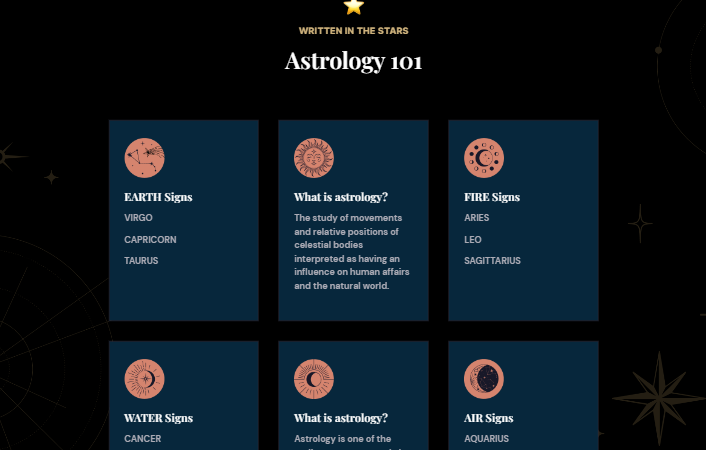 WRITTEN IN THE STARS
Astrology 101
EARTH Signs
VIRGO
CAPRICORN
TAURUS
What is astrology?
The study of movements
and relative positions of
celestial bodies
interpreted as having an
influence on human affairs
and the natural world.
FIRE Signs
ARIES
LEO
SAGITTARIUS
WATER Signs
CANCER
What is astrology?
Astrology is one of the
AIR Signs
AQUARIUS